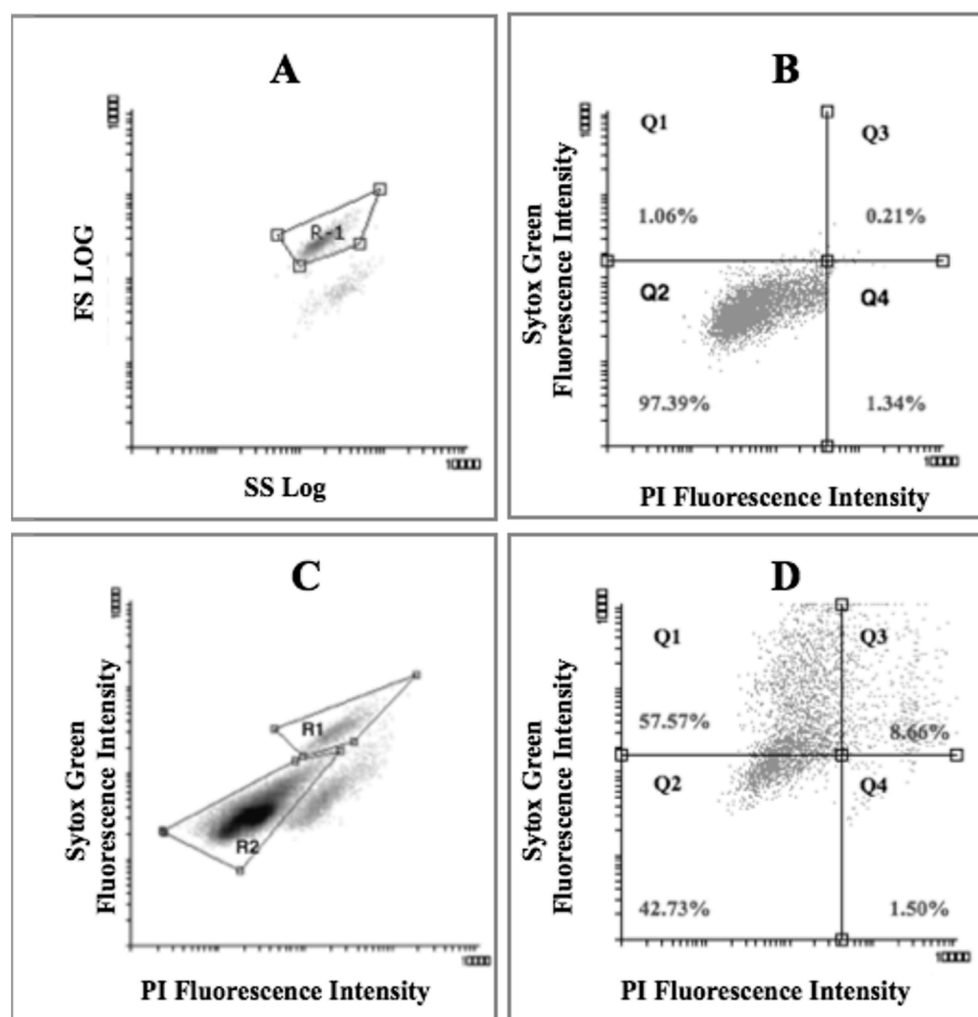 A
FS LOG
R-1
SS Log
B
Sytox Green
Fluorescence Intensity
Q1
Q3
1.06%
0.21%
Q2
Q4
97.39%
1.34%
PI Fluorescence Intensity
C
Sytox Green
Fluorescence Intensity
R1
R2
PI Fluorescence Intensity
D
Sytox Green
Fluorescence Intensity
Q1
Q3
57.57%
8.66%
Q2
Q4
42.73%
1.50%
PI Fluorescence Intensity